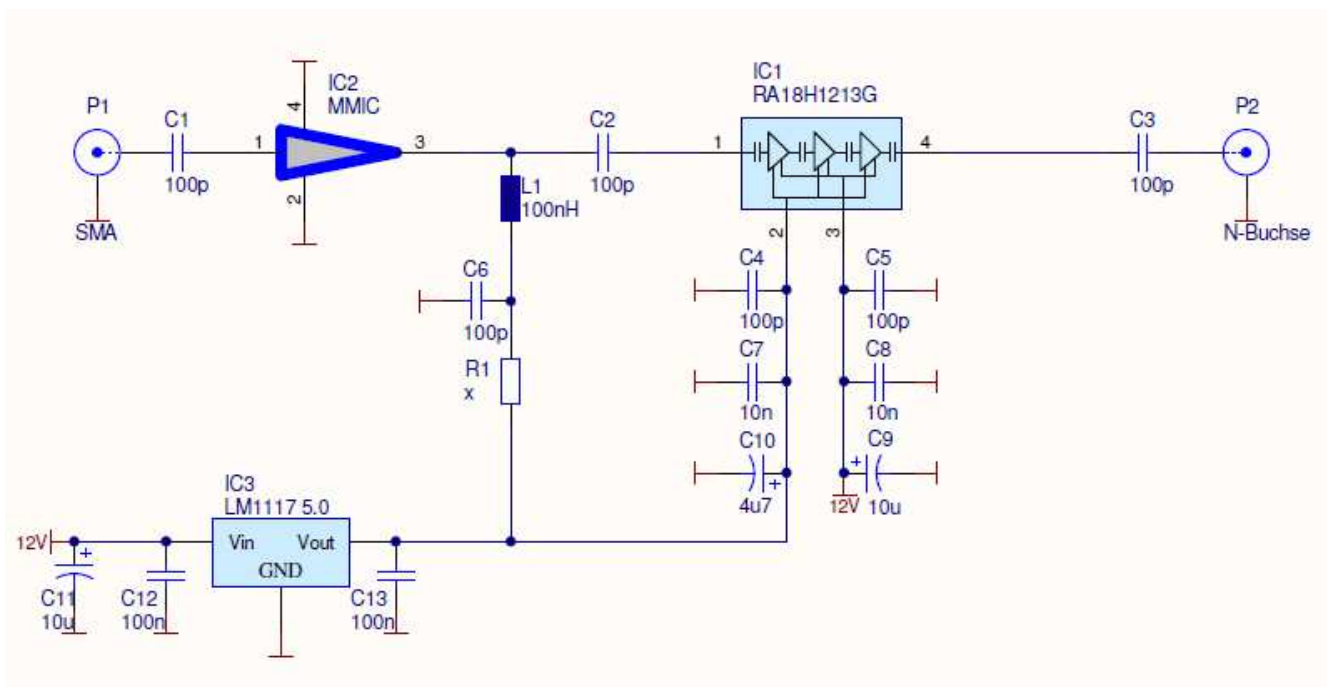 IC1
RA18H1213G
IC2
MMIC
P1
C1
100p
1
4
2
3
SMA
C2
100p
L1
100nH
1
4
2
3
C3
100p
P2
N-Buchse
C6
100p
R1
x
C4
100p
C5
100p
C7
10n
C8
10n
C10
+
4u7
C9
+
12V
10u
IC3
LM1117 5.0
12V
+
Vin
Vout
GND
C11
10u
C12
100n
C13
100n